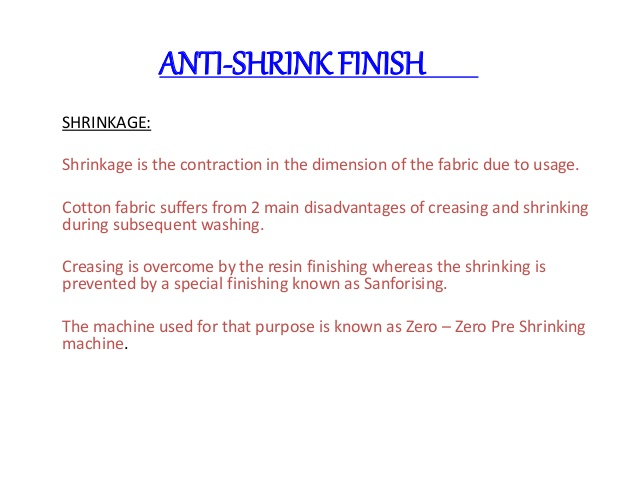 ANTI-SHRINK FINISH
SHRINKAGE:
Shrinkage is the contraction in the dimension of the fabric due to usage.
Cotton fabric suffers from 2 main disadvantages of creasing and shrinking
during subsequent washing.
Creasing is overcome by the resin finishing whereas the shrinking is
prevented by a special finishing known as Sanforising.
The machine used for that purpose is known as Zero – Zero Pre Shrinking
machine.